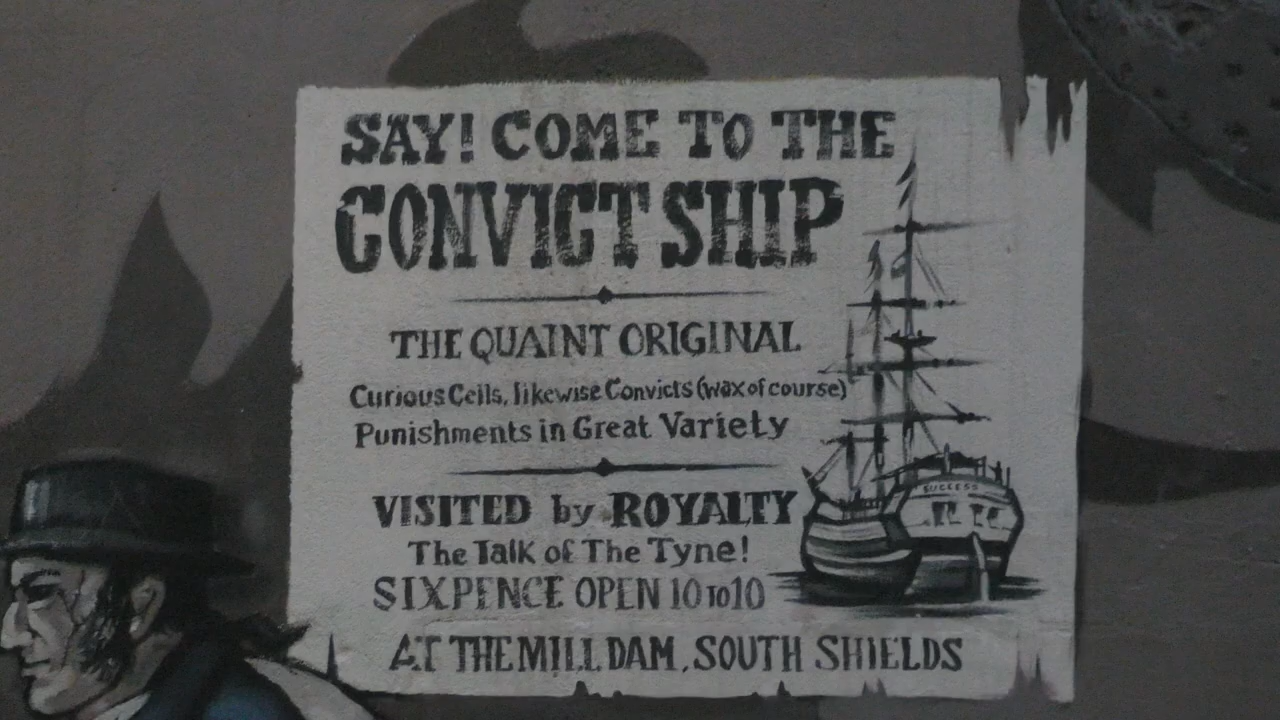 SAY! COME TO THE
CONVICT SHIP
THE QUAINT ORIGINAL
Curious Cells, likewise Convicts (wax of course)
Punishments in Great Variety
VISITED by ROYALTY
The Talk of The Tyne!
SIXPENCE OPEN 10 TO 10
AT THE MILL DAM, SOUTH SHIELDS
SUCCESS